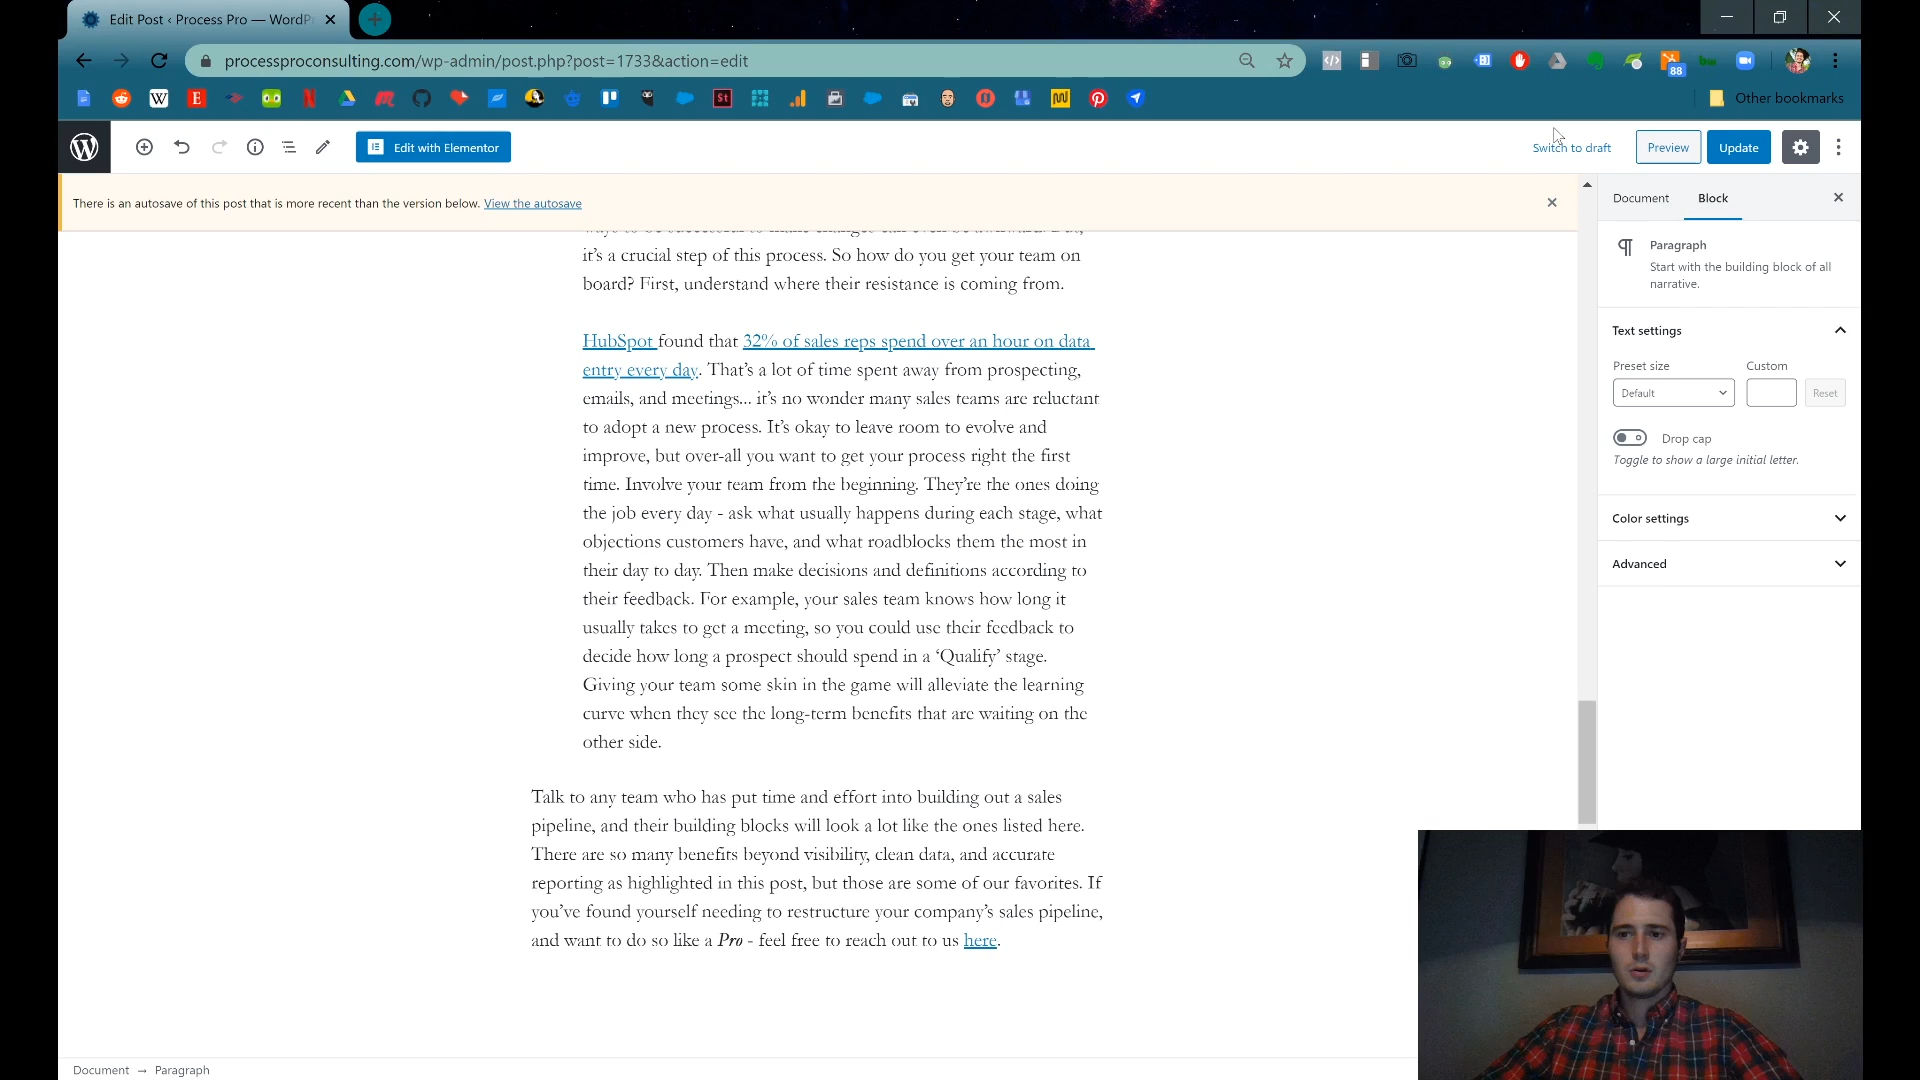 Edit Post ‹ Process Pro — WordP
processproconsulting.com/wp-admin/post.php?post=1733&action=edit
88
Other bookmarks
Edit with Elementor
Switch to draft
Preview
Update
There is an autosave of this post that is more recent than the version below. View the autosave
it’s a crucial step of this process. So how do you get your team on
board? First, understand where their resistance is coming from.
HubSpot found that 32% of sales reps spend over an hour on data
entry every day. That’s a lot of time spent away from prospecting,
emails, and meetings... it’s no wonder many sales teams are reluctant
to adopt a new process. It’s okay to leave room to evolve and
improve, but over-all you want to get your process right the first
time. Involve your team from the beginning. They’re the ones doing
the job every day - ask what usually happens during each stage, what
objections customers have, and what roadblocks them the most in
their day to day. Then make decisions and definitions according to
their feedback. For example, your sales team knows how long it
usually takes to get a meeting, so you could use their feedback to
decide how long a prospect should spend in a ‘Qualify’ stage.
Giving your team some skin in the game will alleviate the learning
curve when they see the long-term benefits that are waiting on the
other side.
Talk to any team who has put time and effort into building out a sales
pipeline, and their building blocks will look a lot like the ones listed here.
There are so many benefits beyond visibility, clean data, and accurate
reporting as highlighted in this post, but those are some of our favorites. If
you’ve found yourself needing to restructure your company’s sales pipeline,
and want to do so like a Pro - feel free to reach out to us here.
Document
Block
Paragraph
Start with the building block of all
narrative.
Text settings
Preset size
Custom
Default
Reset
Drop cap
Toggle to show a large initial letter.
Color settings
Advanced
Document → Paragraph